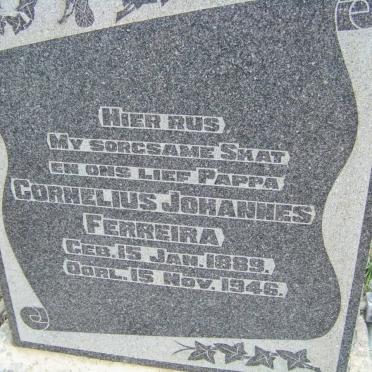 HIER RUS
MY SORGSAME SKAT
EN ONS LIEF PAPPA
CORNELIUS JOHANNES
FERREIRA
GEB. 15 JAN. 1889.
OORL. 15 NOV. 1946.